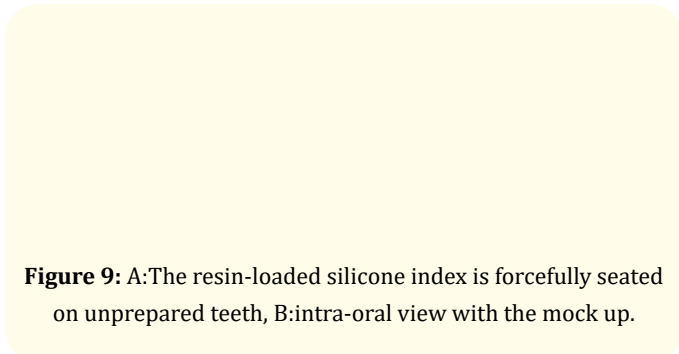 Figure 9: A:The resin-loaded silicone index is forcefully seated
on unprepared teeth, B:intra-oral view with the mock up.